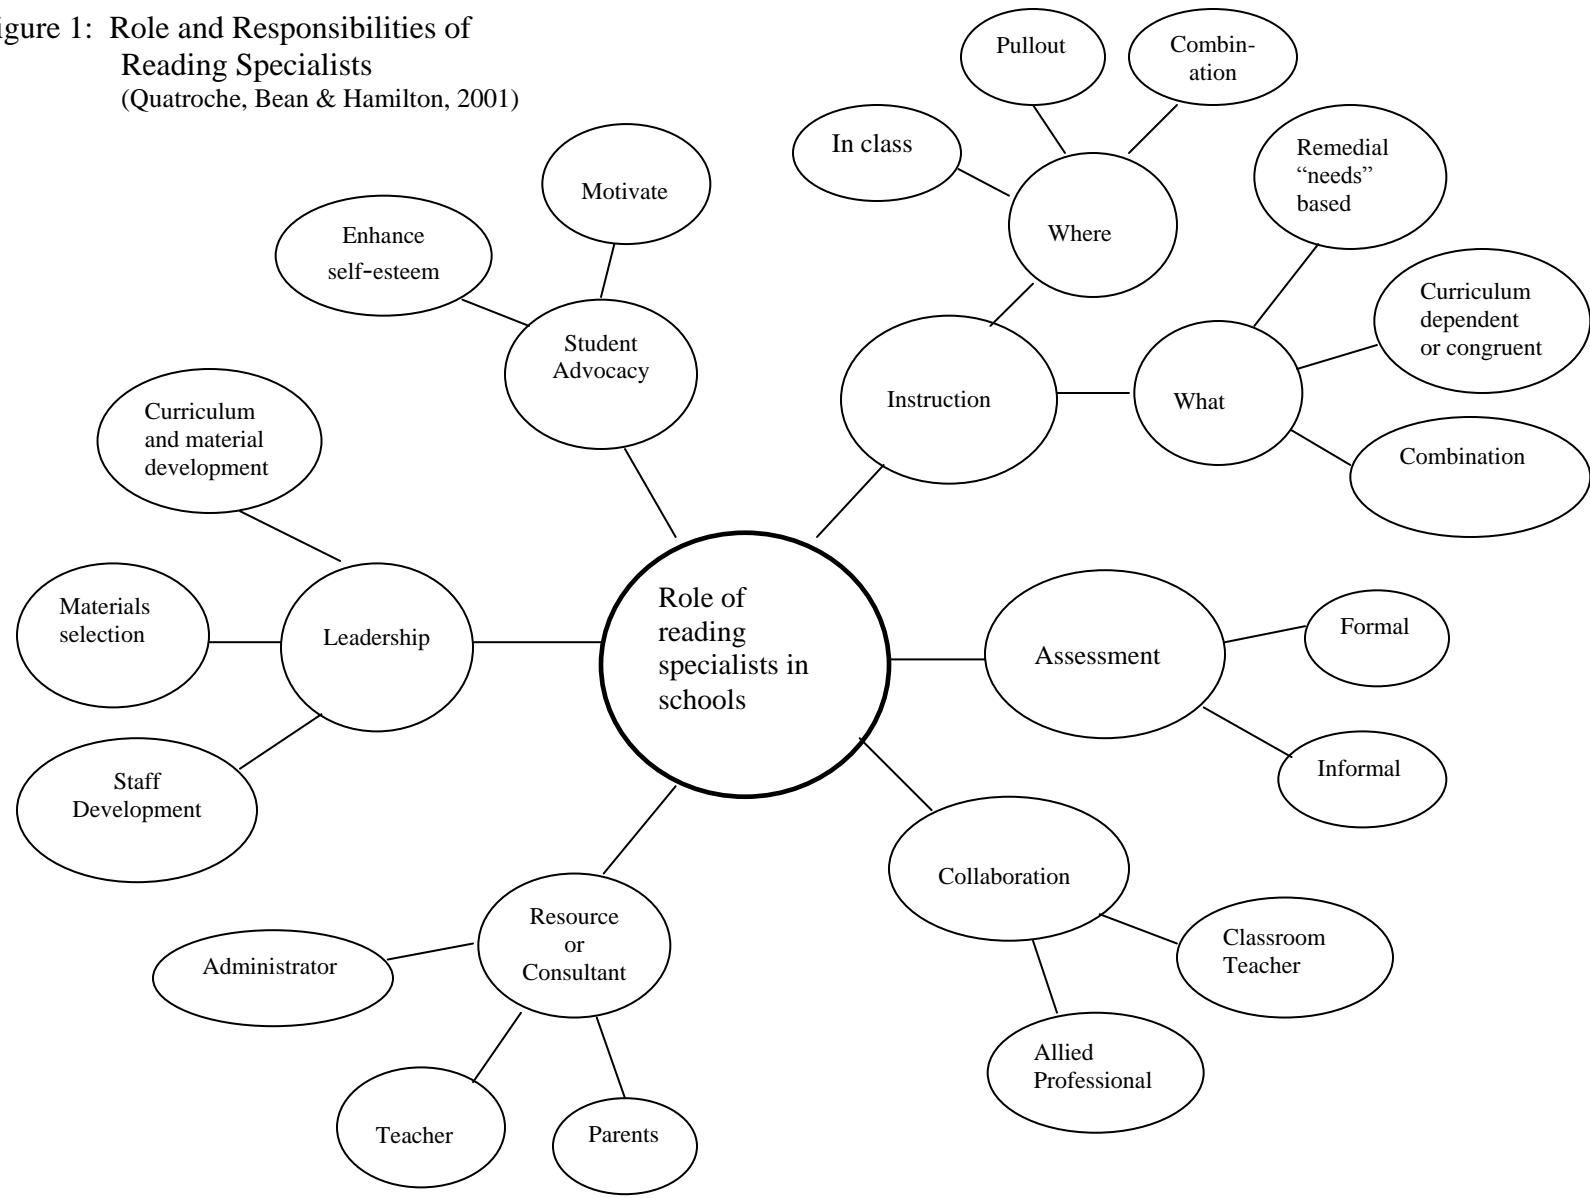 igure 1: Role and Responsibilities of
Reading Specialists
(Quatroche, Bean & Hamilton, 2001)
Pullout
Combin-
ation
In class
Where
Remedial
“needs”
based
Curriculum
dependent
or congruent
What
Combination
Instruction
Motivate
Enhance
self-esteem
Student
Advocacy
Curriculum
and material
development
Materials
selection
Leadership
Staff
Development
Role of
reading
specialists in
schools
Assessment
Formal
Informal
Collaboration
Classroom
Teacher
Allied
Professional
Resource
or
Consultant
Administrator
Teacher
Parents